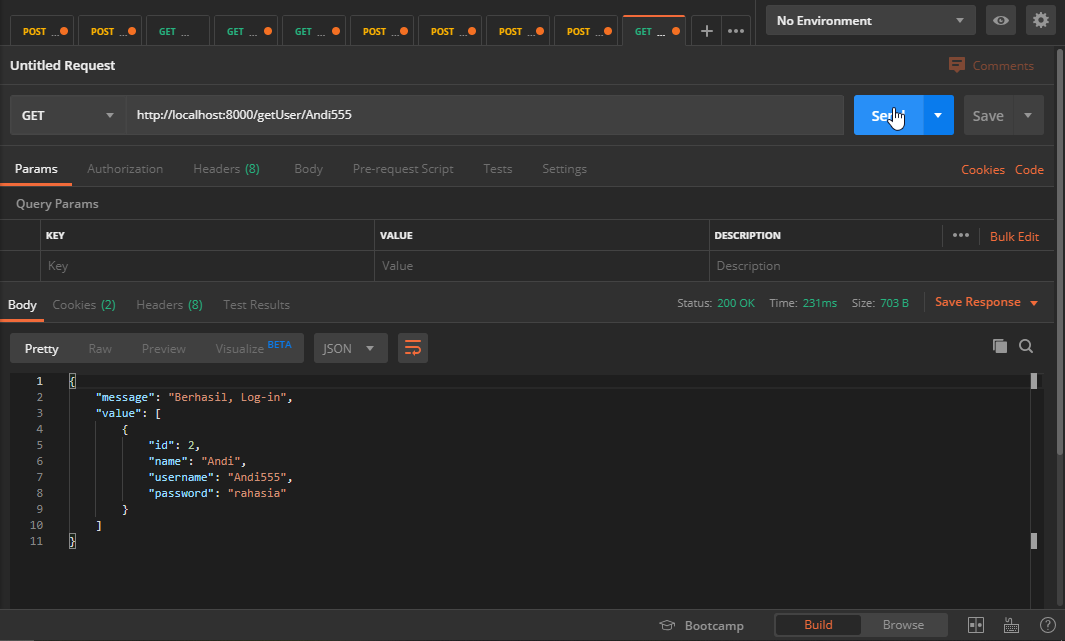 POST ... POST ... GET ... GET ... GET ... POST ... POST ... POST ... POST ... GET ... + No Environment
Untitled Request Comments
GET http://localhost:8000/getUser/Andi555 Save
Params Authorization Headers (8) Body Pre-request Script Tests Settings Cookies Code
Query Params
KEY VALUE DESCRIPTION ••• Bulk Edit
Key Value Description
Body Cookies (2) Headers (8) Test Results Status: 200 OK Time: 231ms Size: 703 B Save Response
Pretty Raw Preview Visualize BETA JSON
1 {
2 "message": "Berhasil, Log-in",
3 "value": [
4 {
5 "id": 2,
6 "name": "Andi",
7 "username": "Andi555",
8 "password": "rahasia"
9 }
10 ]
11 }
Bootcamp Build Browse ?